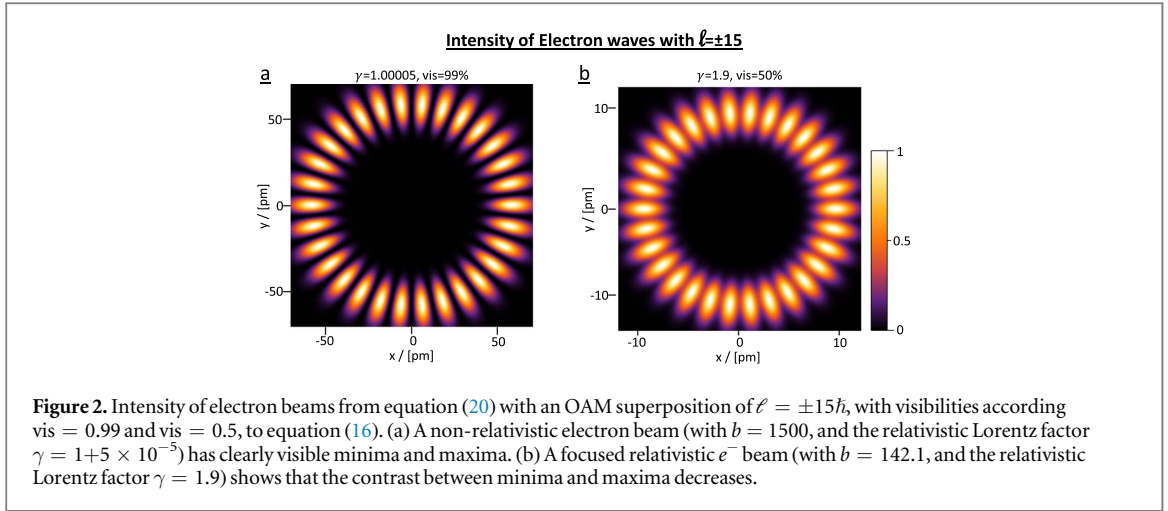 Intensity of Electron waves with ℓ=±15
a
γ=1.00005, vis=99%
50
0
-50
y / [pm]
-50
0
50
x / [pm]
b
γ=1.9, vis=50%
10
0
-10
y / [pm]
-10
0
10
x / [pm]
1
0.5
0
Figure 2. Intensity of electron beams from equation (20) with an OAM superposition of ℓ = ±15ℏ, with visibilities according
vis = 0.99 and vis = 0.5, to equation (16). (a) A non-relativistic electron beam (with b = 1500, and the relativistic Lorentz factor
γ = 1+5 × 10⁻⁵) has clearly visible minima and maxima. (b) A focused relativistic e⁻ beam (with b = 142.1, and the relativistic
Lorentz factor γ = 1.9) shows that the contrast between minima and maxima decreases.